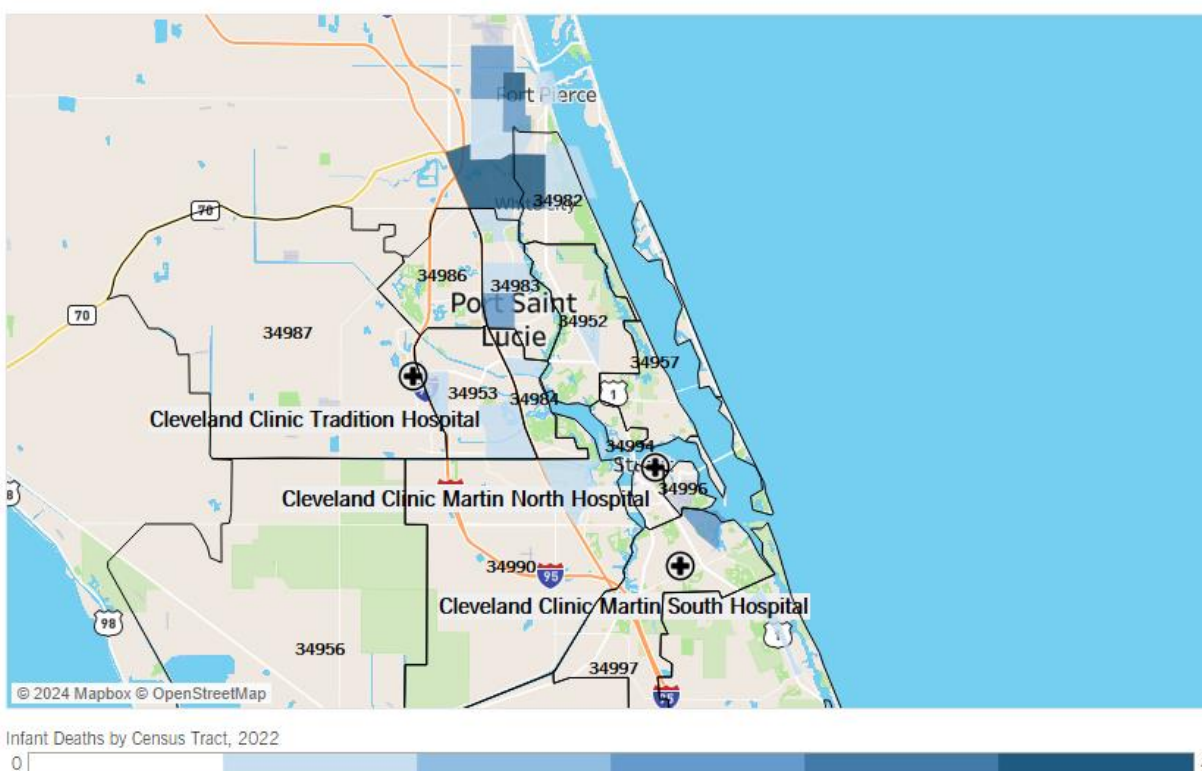 Fort Pierce
70
34982
White City
34986
34983
Port Saint
Lucie
70
34987
34952
34957
1
34953
34984
Cleveland Clinic Tradition Hospital
34994
34996
Cleveland Clinic Martin North Hospital
34990
95
Cleveland Clinic Martin South Hospital
98
34956
34997
95
© 2024 Mapbox © OpenStreetMap
Infant Deaths by Census Tract, 2022
0